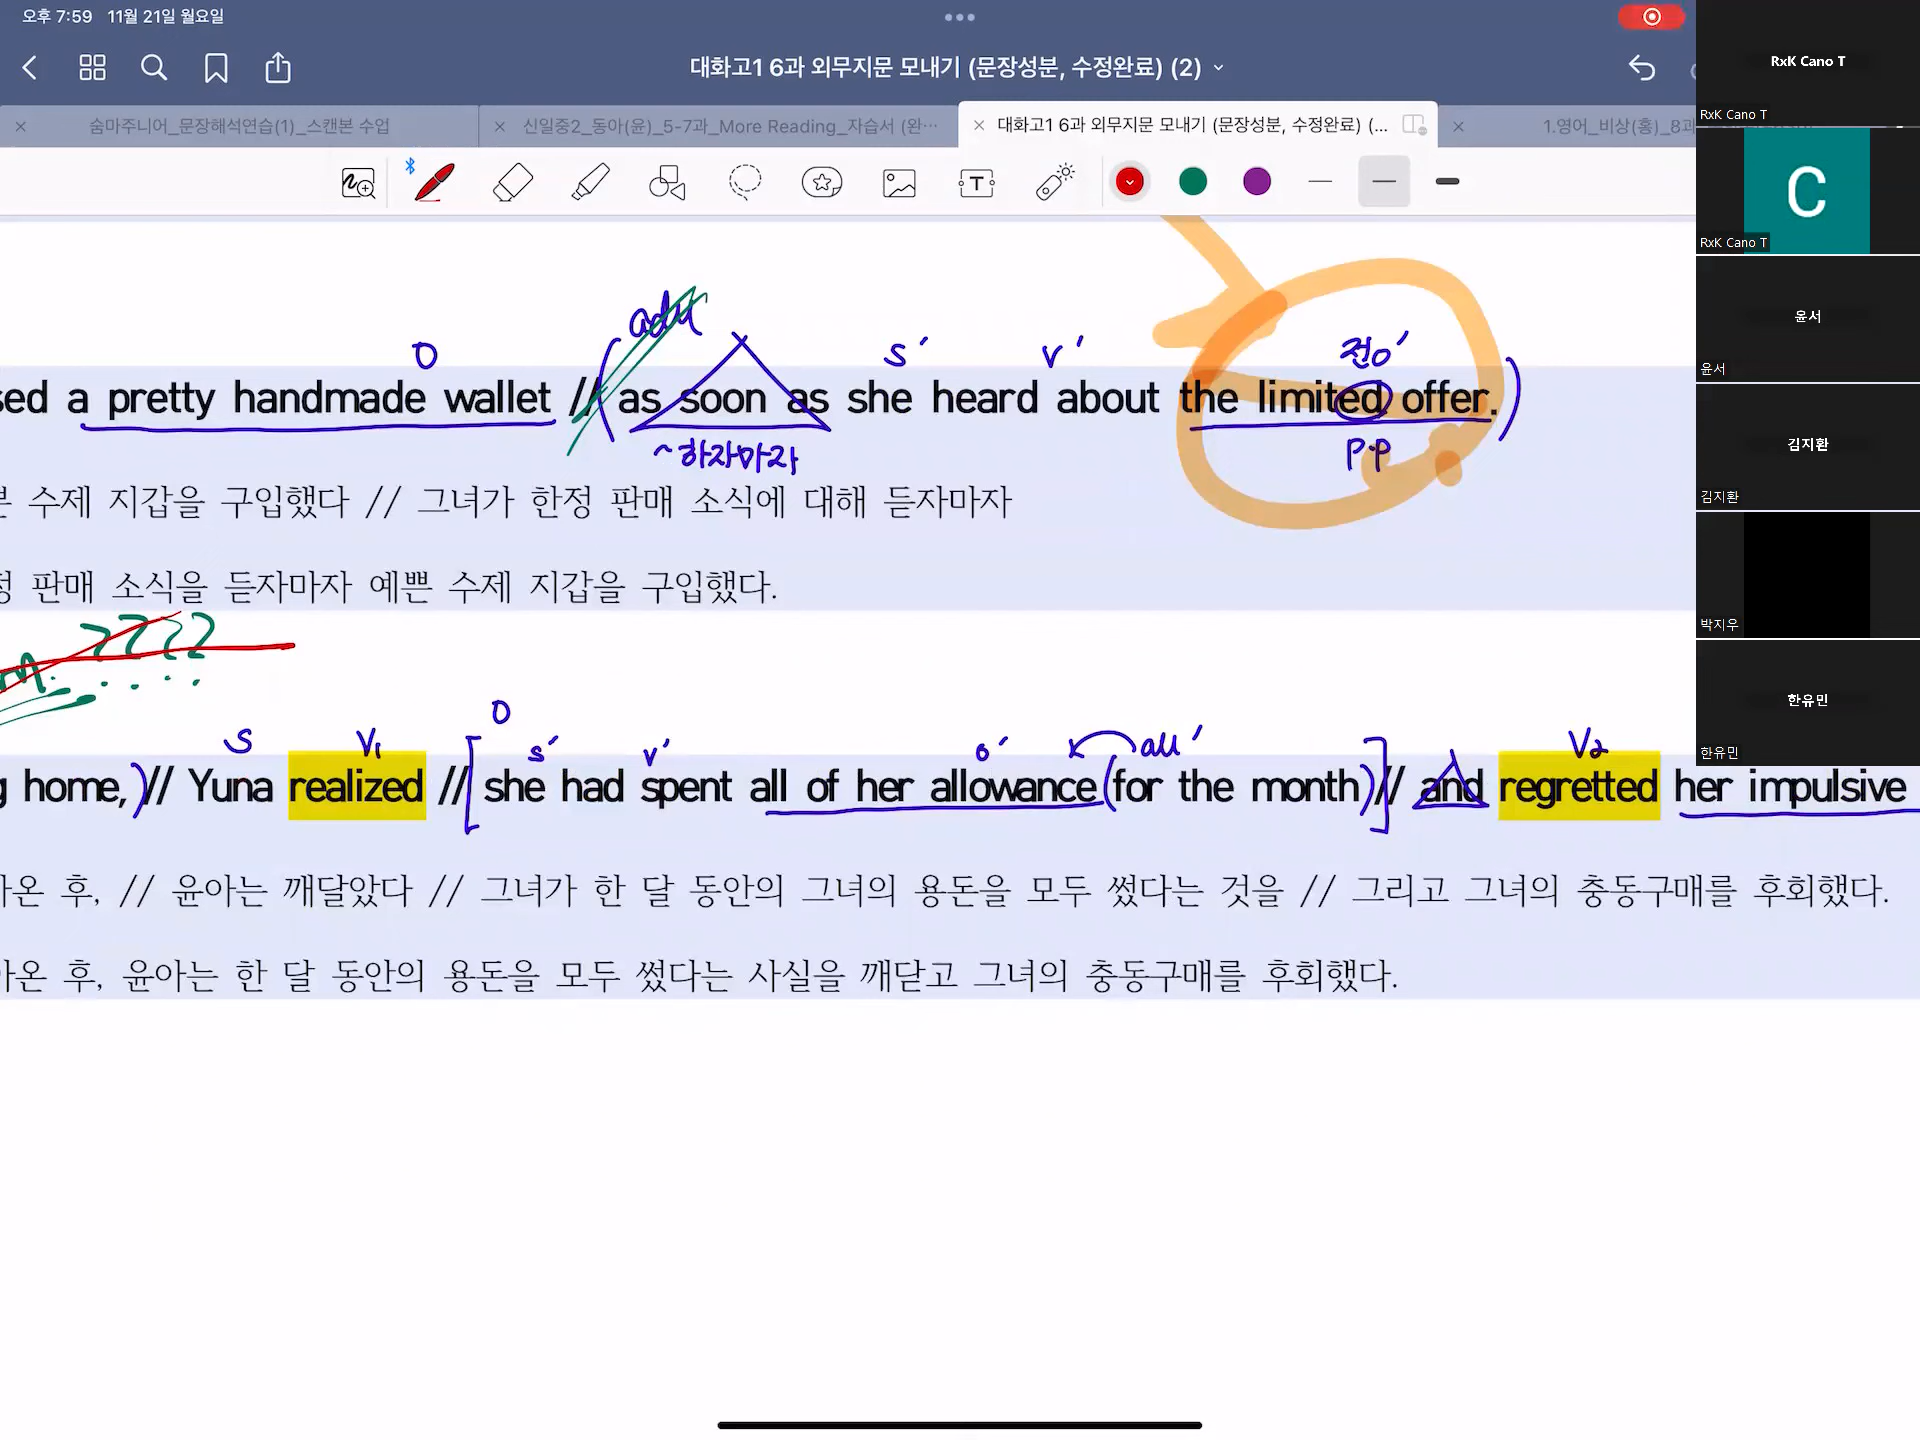 오후 7:59 11월 21일 월요일
대화고1 6과 외무지문 모내기 (문장성분, 수정완료) (2)
숨마주니어_문장해석연습(1)_스캔본 수업
신일중2_동아(윤)_5-7과_More Reading_자습서 (완…
대화고1 6과 외무지문 모내기 (문장성분, 수정완료) (...
1.영어_비상(홍)_8과
RxK Cano T
RxK Cano T
C
RxK Cano T
윤서
윤서
김지환
김지환
박지우
한유민
한유민
O S' V' 전O'
sed a pretty handmade wallet // (as soon as she heard about the limited offer.)
~하자마자 P.P
본 수제 지갑을 구입했다 // 그녀가 한정 판매 소식에 대해 듣자마자
정 판매 소식을 듣자마자 예쁜 수제 지갑을 구입했다.
O
S V1 S' V' O' V2
g home,)// Yuna realized //[ she had spent all of her allowance (for the month)]// and regretted her impulsive
아온 후, // 윤아는 깨달았다 // 그녀가 한 달 동안의 그녀의 용돈을 모두 썼다는 것을 // 그리고 그녀의 충동구매를 후회했다.
아온 후, 윤아는 한 달 동안의 용돈을 모두 썼다는 사실을 깨닫고 그녀의 충동구매를 후회했다.